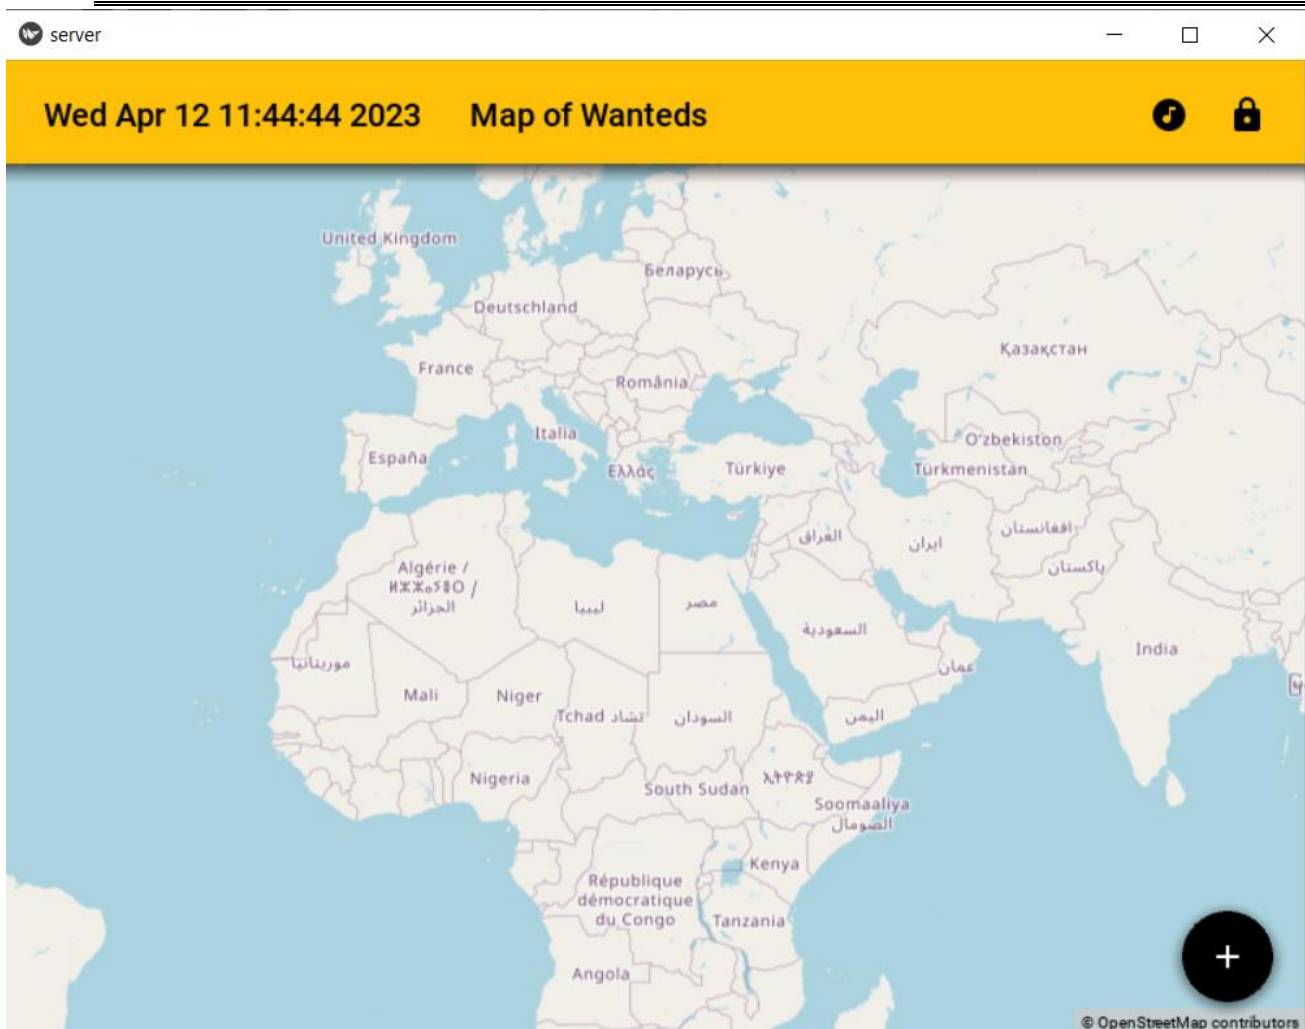 server
Wed Apr 12 11:44:44 2023 Map of Wanteds
United Kingdom
Беларусь
Deutschland
Қазақстан
France
România
Italia
O'zbekiston
España
Ελλάς
Türkiye
Türkmenistan
العراق
ایران
افغانستان
پاکستان
Algérie /
ⵍⵣⵣⴰⵢⴻⵔ /
الجزائر
ليبيا
مصر
السعودية
India
موريتانيا
عمان
Mali
Niger
Tchad تشاد
السودان
اليمن
Nigeria
South Sudan
ኢትዮጵያ
Soomaaliya
الصومال
Kenya
République
démocratique
du Congo
Tanzania
Angola
+
© OpenStreetMap contributors